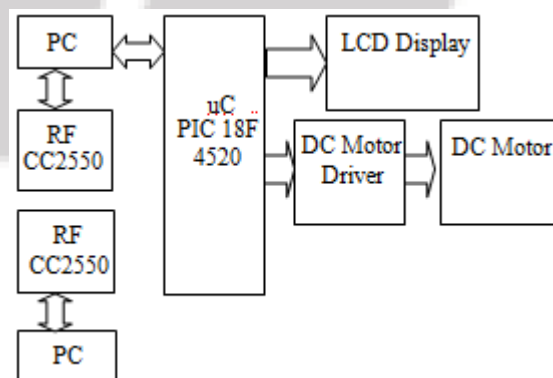 PC
RF
CC2550
RF
CC2550
PC
uC
PIC 18F
4520
LCD Display
DC Motor
Driver
DC Motor